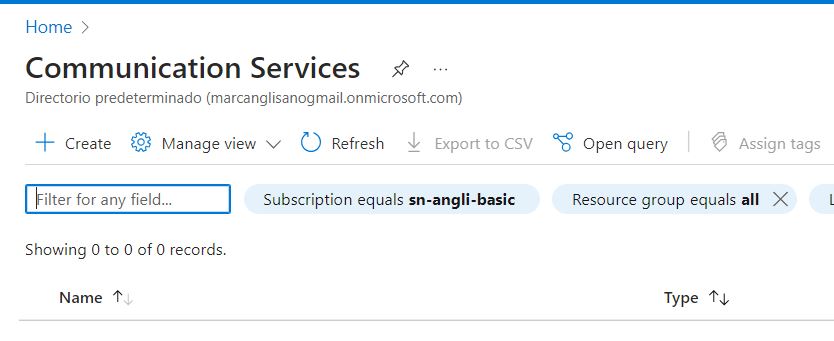 Home
Communication Services
Directorio predeterminado (marcanglisanogmail.onmicrosoft.com)
Create Manage view Refresh Export to CSV Open query Assign tags
Filter for any field... Subscription equals sn-angli-basic Resource group equals all
Showing 0 to 0 of 0 records.
Name Type